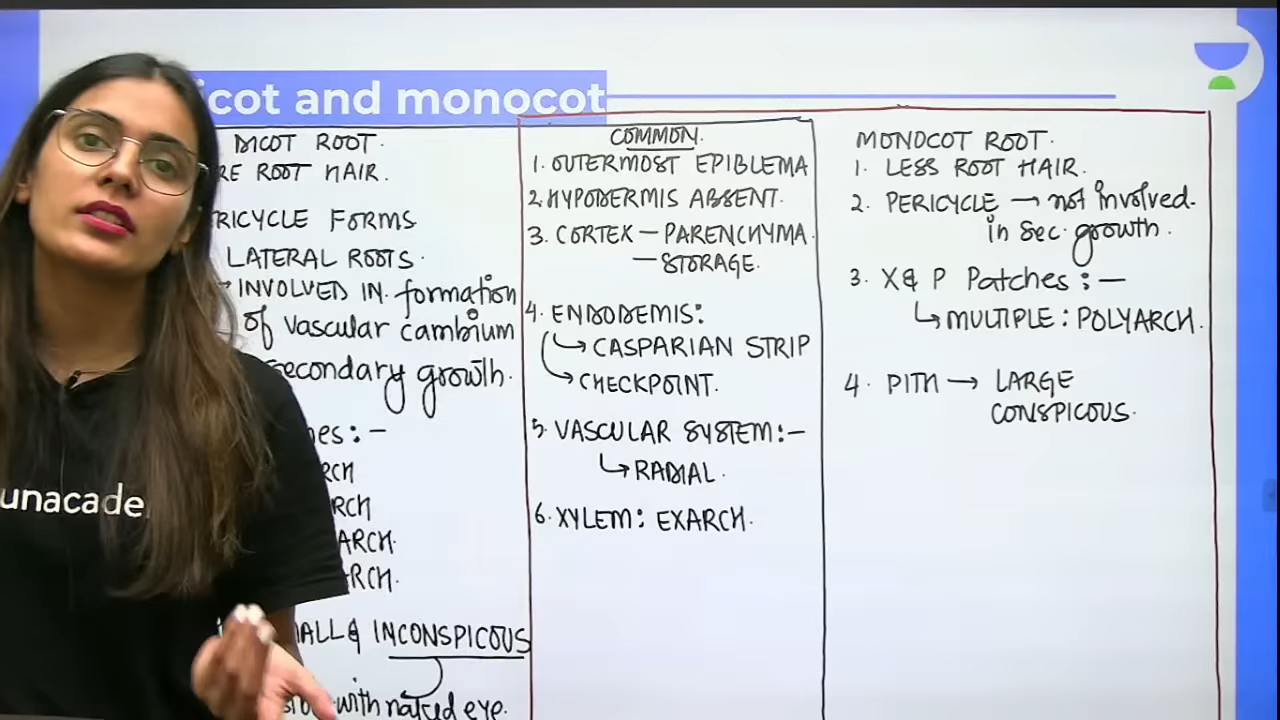 icot and monocot
DICOT ROOT.
RE ROOT HAIR.
RICYCLE FORMS
LATERAL ROOTS.
INVOLVED IN formation
of vascular cambium
secondary growth.
hes:-
RCH
RCH
ARCH.
RCH.
ALL & INCONSPICOUS
with naked eye.
COMMON.
1. OUTERMOST EPIBLEMA
2. HYPODERMIS ABSENT.
3. CORTEX – PARENCHYMA.
– STORAGE.
4. ENDODEMIS:
↳ CASPARIAN STRIP
↳ CHECKPOINT.
5. VASCULAR SYSTEM:-
↳ RADIAL.
6. XYLEM: EXARCH.
MONOCOT ROOT.
1. LESS ROOT HAIR.
2. PERICYCLE → not involved.
in sec. growth.
3. X & P Patches:-
↳ MULTIPLE: POLYARCH.
4. PITH → LARGE
CONSPICOUS.
unacade